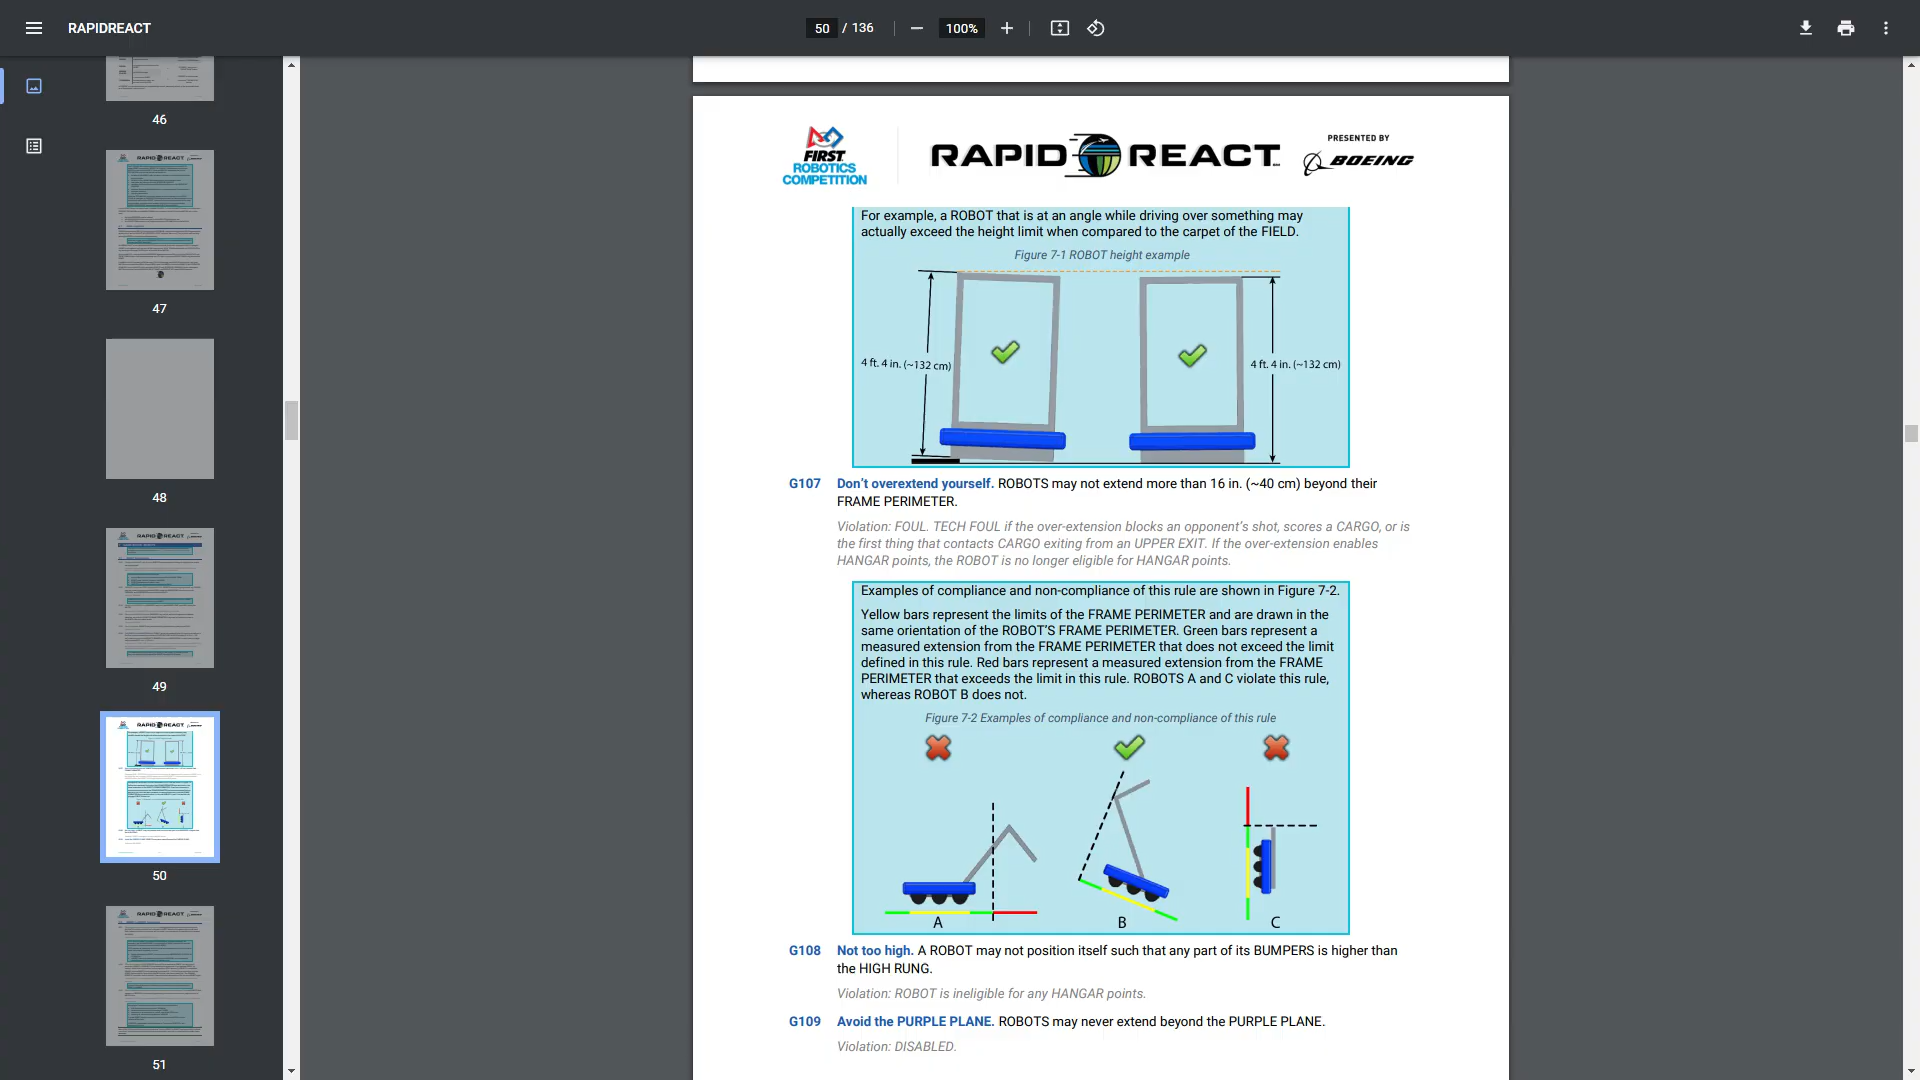 RAPIDREACT
50 / 136
100%
46
47
48
49
50
51
FIRST
ROBOTICS
COMPETITION
RAPID REACT
PRESENTED BY
BOEING
For example, a ROBOT that is at an angle while driving over something may
actually exceed the height limit when compared to the carpet of the FIELD.
Figure 7-1 ROBOT height example
4 ft. 4 in. (~132 cm)
4 ft. 4 in. (~132 cm)
G107 Don't overextend yourself. ROBOTS may not extend more than 16 in. (~40 cm) beyond their
FRAME PERIMETER.
Violation: FOUL. TECH FOUL if the over-extension blocks an opponent's shot, scores a CARGO, or is
the first thing that contacts CARGO exiting from an UPPER EXIT. If the over-extension enables
HANGAR points, the ROBOT is no longer eligible for HANGAR points.
Examples of compliance and non-compliance of this rule are shown in Figure 7-2.
Yellow bars represent the limits of the FRAME PERIMETER and are drawn in the
same orientation of the ROBOT'S FRAME PERIMETER. Green bars represent a
measured extension from the FRAME PERIMETER that does not exceed the limit
defined in this rule. Red bars represent a measured extension from the FRAME
PERIMETER that exceeds the limit in this rule. ROBOTS A and C violate this rule,
whereas ROBOT B does not.
Figure 7-2 Examples of compliance and non-compliance of this rule
A
B
C
G108 Not too high. A ROBOT may not position itself such that any part of its BUMPERS is higher than
the HIGH RUNG.
Violation: ROBOT is ineligible for any HANGAR points.
G109 Avoid the PURPLE PLANE. ROBOTS may never extend beyond the PURPLE PLANE.
Violation: DISABLED.